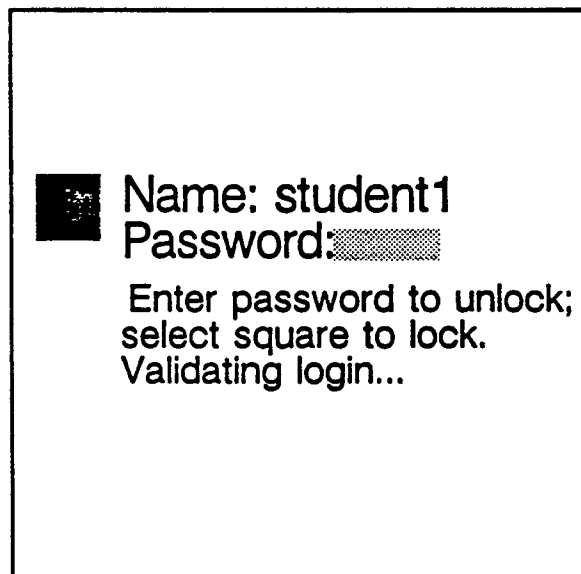 Name: student1
Password:
Enter password to unlock;
select square to lock.
Validating login...